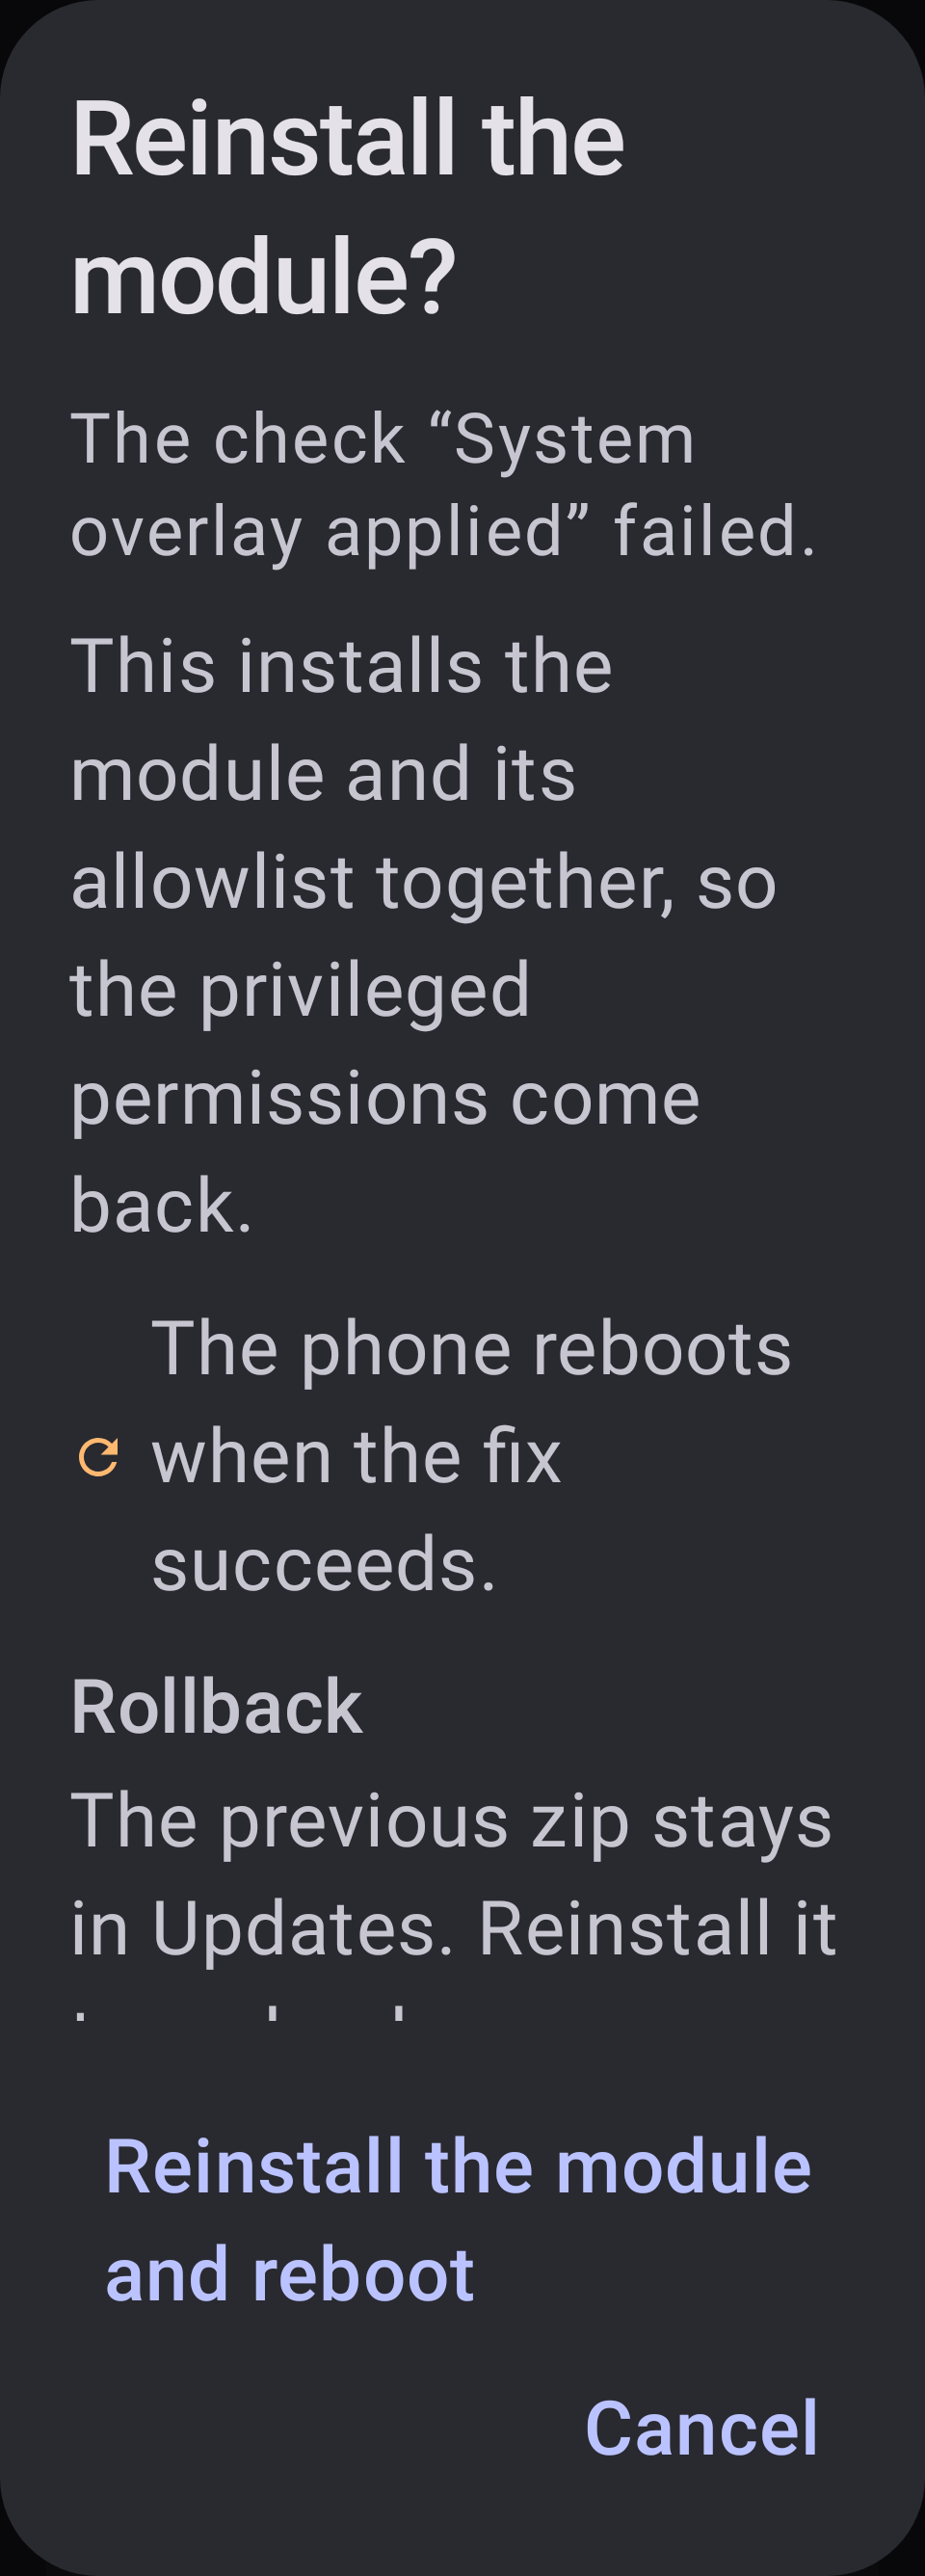 Reinstall the
module?
The check “System
overlay applied” failed.
This installs the
module and its
allowlist together, so
the privileged
permissions come
back.
The phone reboots
when the fix
succeeds.
Rollback
The previous zip stays
in Updates. Reinstall it
Reinstall the module
and reboot
Cancel